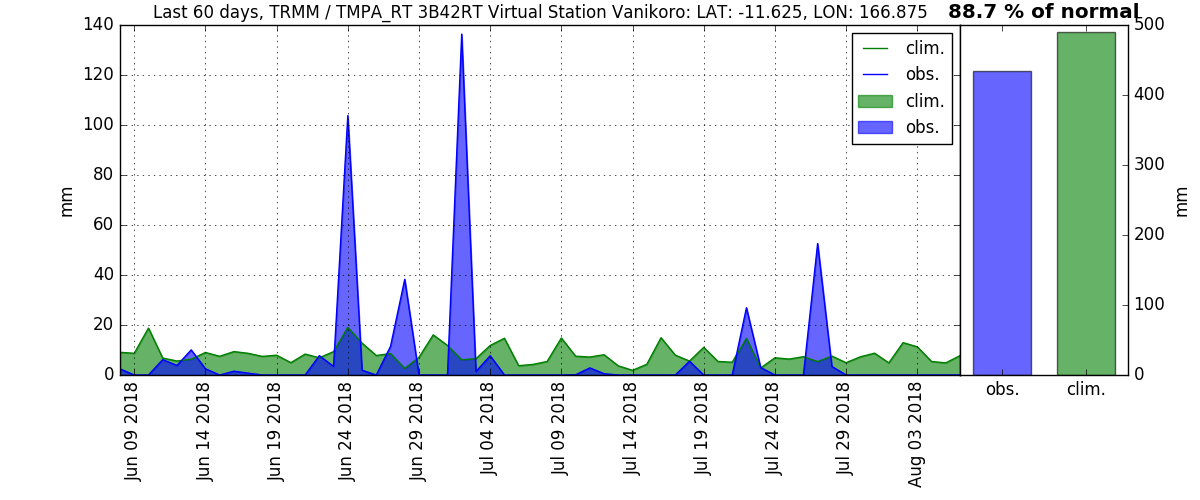 Last 60 days, TRMM / TMPA_RT 3B42RT Virtual Station Vanikoro: LAT: -11.625, LON: 166.875
88.7 % of normal
140
120
100
80
60
40
20
0
mm
clim.
obs.
clim.
obs.
Jun 09 2018
Jun 14 2018
Jun 19 2018
Jun 24 2018
Jun 29 2018
Jul 04 2018
Jul 09 2018
Jul 14 2018
Jul 19 2018
Jul 24 2018
Jul 29 2018
Aug 03 2018
500
400
300
200
100
0
mm
obs.
clim.